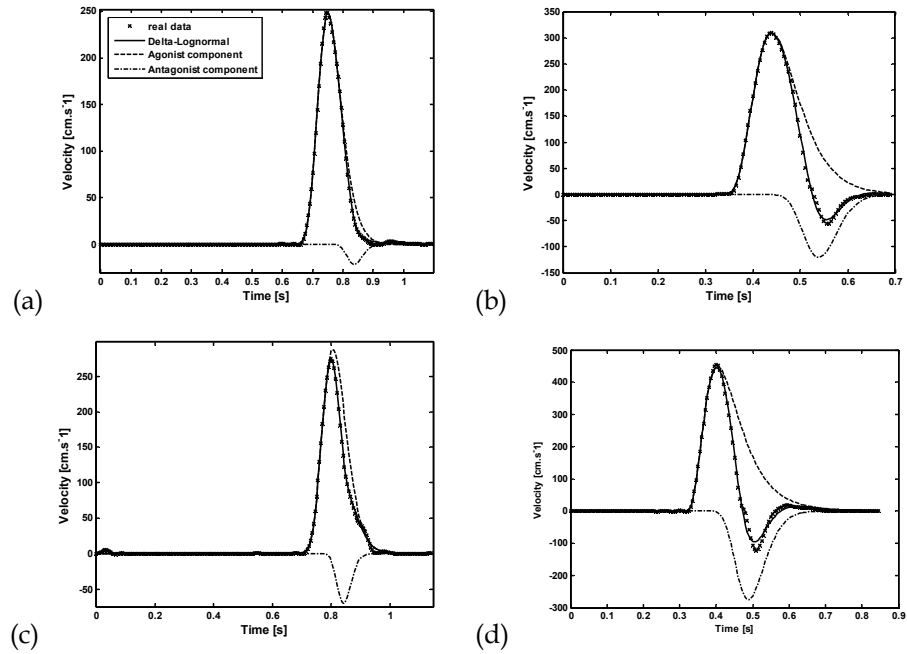 real data
Delta-Lognormal
Agonist component
Antagonist component
250
200
150
100
50
0
Velocity [cm.s-1]
0 0.1 0.2 0.3 0.4 0.5 0.6 0.7 0.8 0.9 1
Time [s]
(a)
350
300
250
200
150
100
50
0
-50
-100
-150
Velocity [cm.s-1]
0 0.1 0.2 0.3 0.4 0.5 0.6 0.7
Time [s]
(b)
250
200
150
100
50
0
-50
Velocity [cm.s-1]
0 0.2 0.4 0.6 0.8 1
Time [s]
(c)
500
400
300
200
100
0
-100
-200
-300
Velocity [cm.s-1]
0 0.1 0.2 0.3 0.4 0.5 0.6 0.7 0.8 0.9
Time [s]
(d)